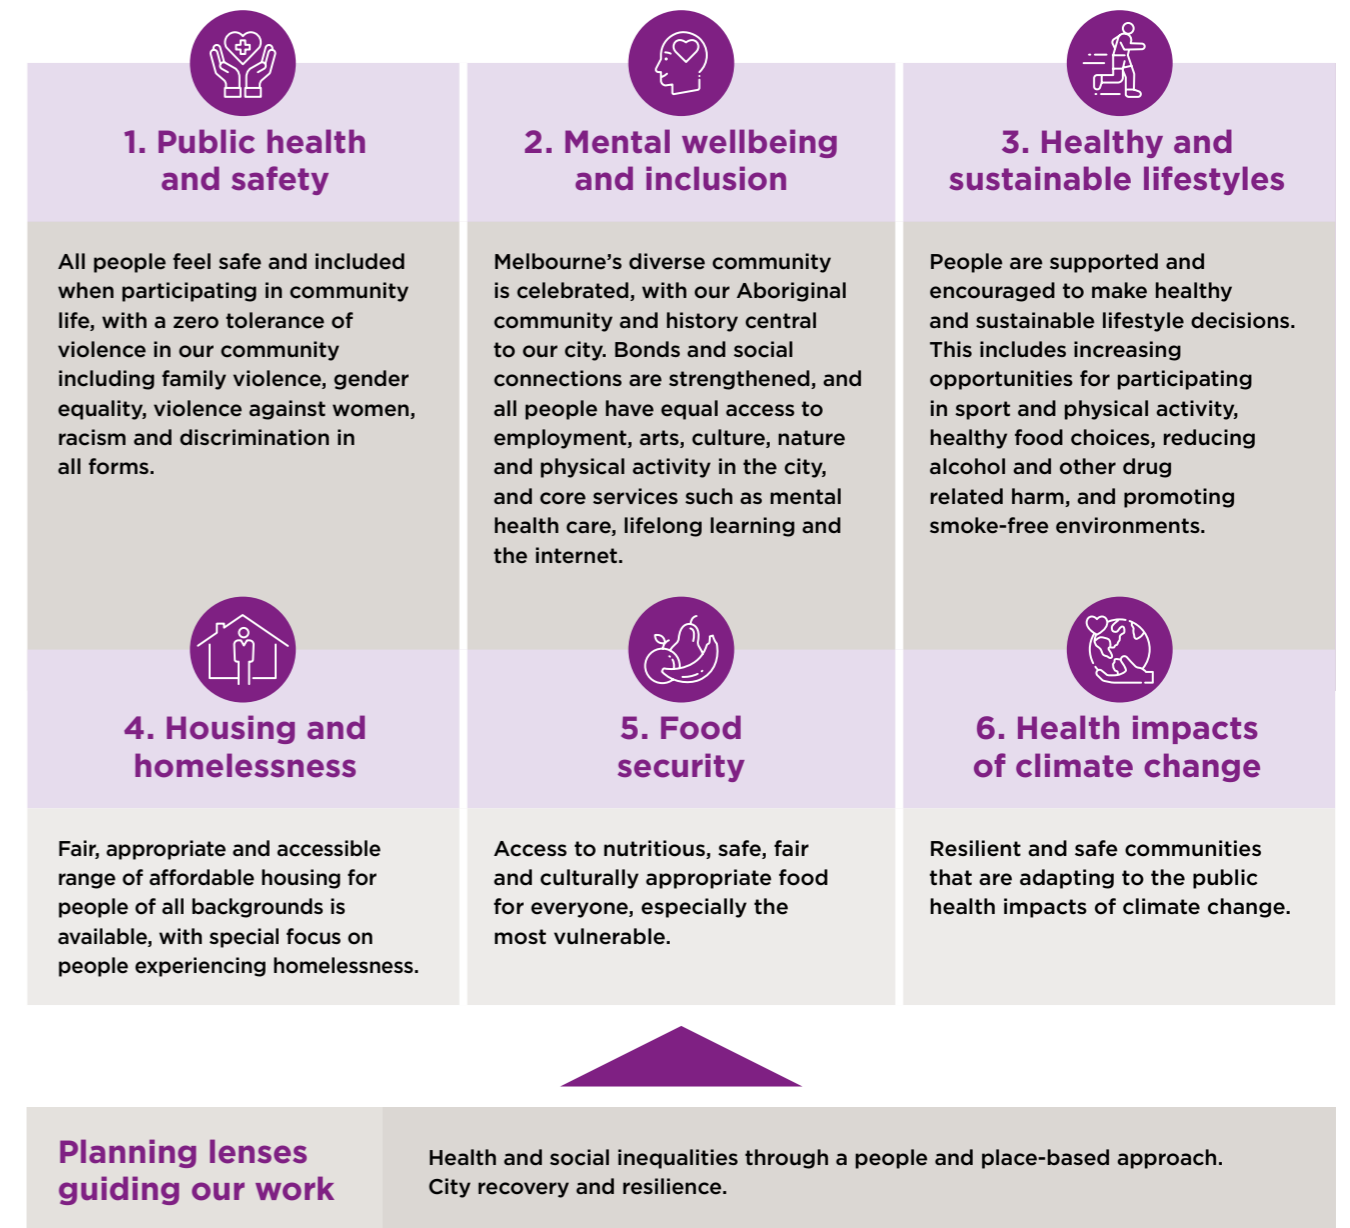 1. Public health
and safety
All people feel safe and included
when participating in community
life, with a zero tolerance of
violence in our community
including family violence, gender
equality, violence against women,
racism and discrimination in
all forms.
2. Mental wellbeing
and inclusion
Melbourne’s diverse community
is celebrated, with our Aboriginal
community and history central
to our city. Bonds and social
connections are strengthened, and
all people have equal access to
employment, arts, culture, nature
and physical activity in the city,
and core services such as mental
health care, lifelong learning and
the internet.
3. Healthy and
sustainable lifestyles
People are supported and
encouraged to make healthy
and sustainable lifestyle decisions.
This includes increasing
opportunities for participating
in sport and physical activity,
healthy food choices, reducing
alcohol and other drug
related harm, and promoting
smoke-free environments.
4. Housing and
homelessness
Fair, appropriate and accessible
range of affordable housing for
people of all backgrounds is
available, with special focus on
people experiencing homelessness.
5. Food
security
Access to nutritious, safe, fair
and culturally appropriate food
for everyone, especially the
most vulnerable.
6. Health impacts
of climate change
Resilient and safe communities
that are adapting to the public
health impacts of climate change.
Planning lenses
guiding our work
Health and social inequalities through a people and place-based approach.
City recovery and resilience.